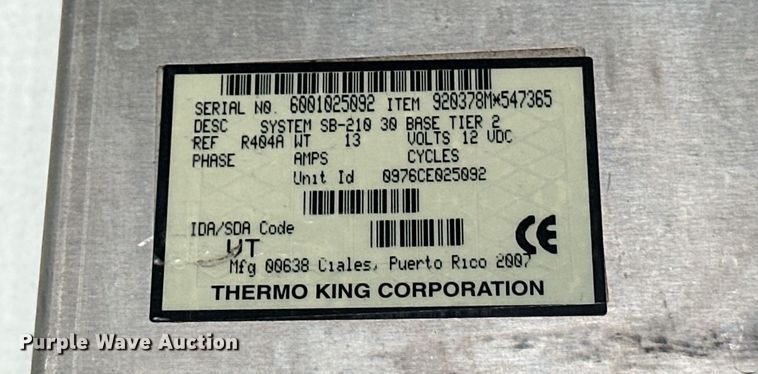 SERIAL NO. 6001025092 ITEM 920378M*547365
DESC SYSTEM SB-210 30 BASE TIER 2
REF R404A WT 13 VOLTS 12 VDC
PHASE AMPS CYCLES
Unit Id 0976CE025092
IDA/SDA Code
UT
CE
Mfg 00638 Ciales, Puerto Rico 2007
THERMO KING CORPORATION
Purple Wave Auction